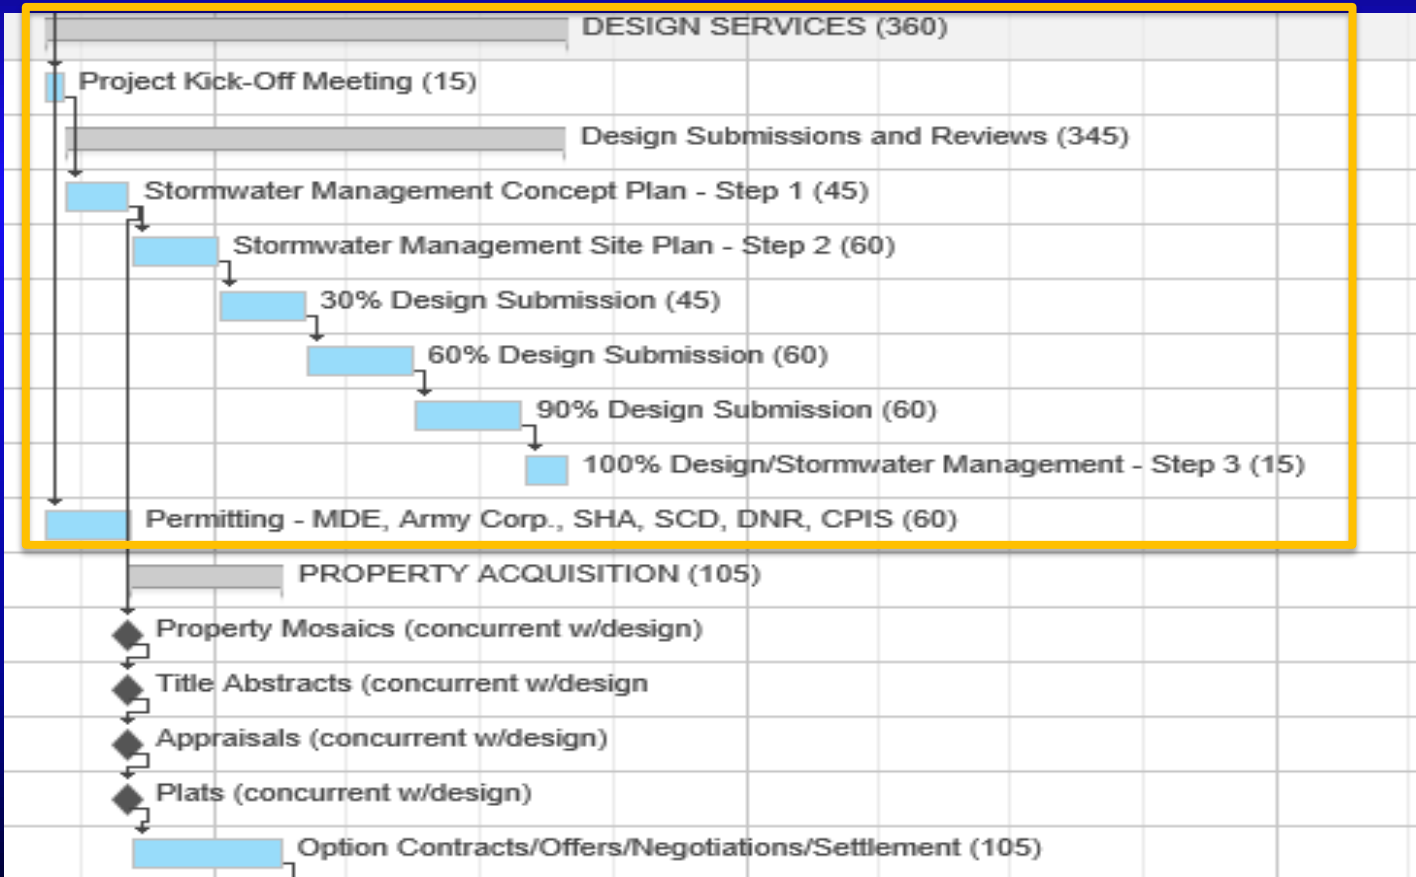 DESIGN SERVICES (360)
Project Kick-Off Meeting (15)
Design Submissions and Reviews (345)
Stormwater Management Concept Plan - Step 1 (45)
Stormwater Management Site Plan - Step 2 (60)
30% Design Submission (45)
60% Design Submission (60)
90% Design Submission (60)
100% Design/Stormwater Management - Step 3 (15)
Permitting - MDE, Army Corp., SHA, SCD, DNR, CPIS (60)
PROPERTY ACQUISITION (105)
Property Mosaics (concurrent w/design)
Title Abstracts (concurrent w/design
Appraisals (concurrent w/design)
Plats (concurrent w/design)
Option Contracts/Offers/Negotiations/Settlement (105)